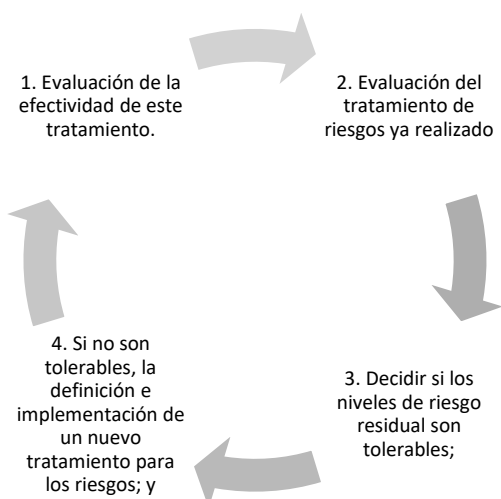 1. Evaluación de la
efectividad de este
tratamiento.
2. Evaluación del
tratamiento de
riesgos ya realizado
3. Decidir si los
niveles de riesgo
residual son
tolerables;
4. Si no son
tolerables, la
definición e
implementación de
un nuevo
tratamiento para
los riesgos; y